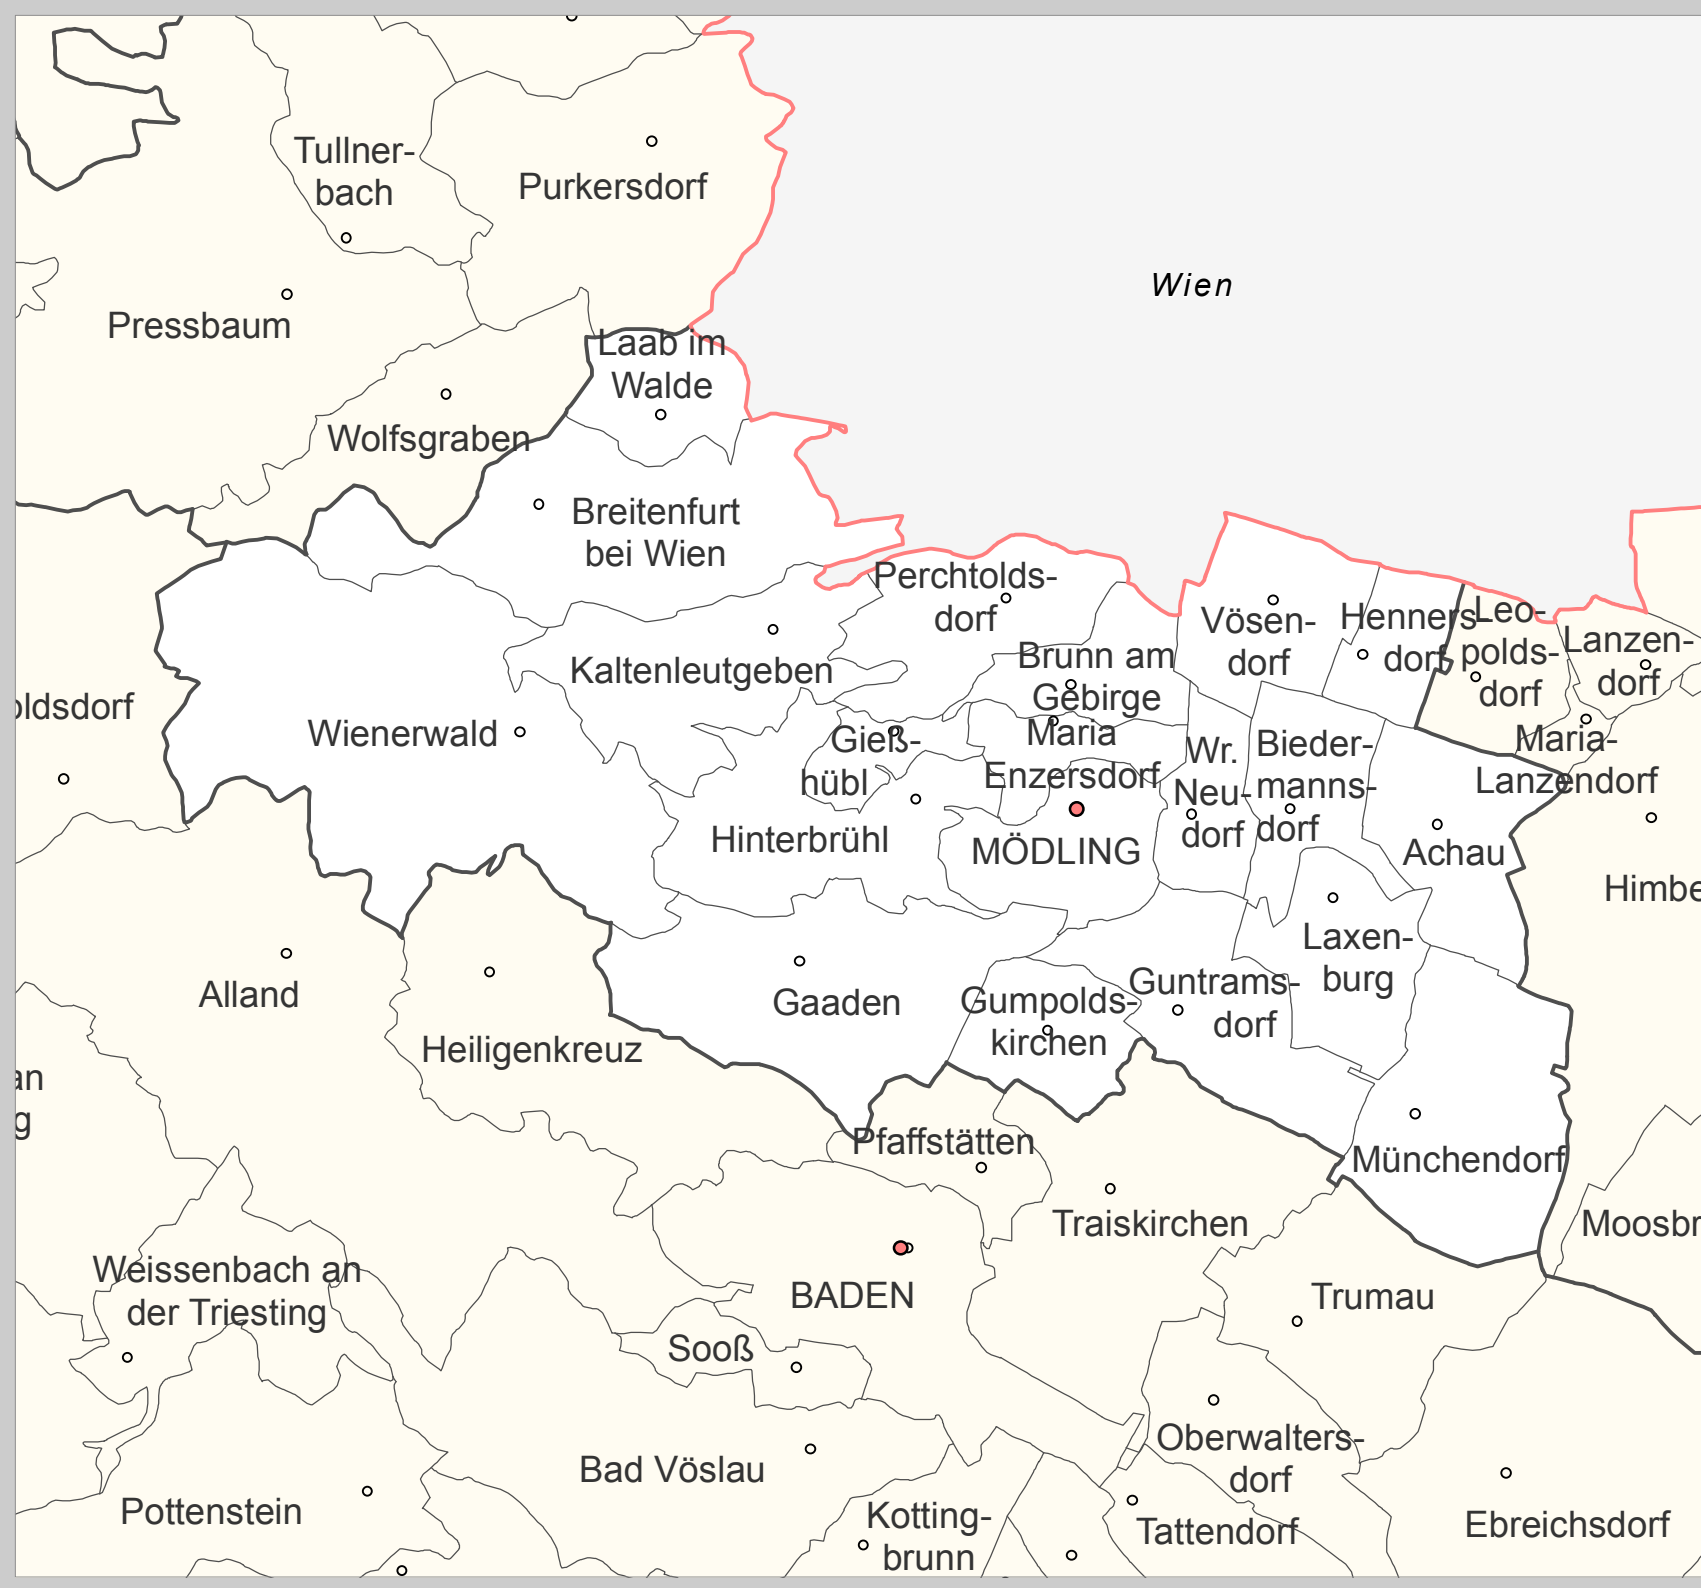 Tullner-
bach
Purkersdorf
Wien
Pressbaum
Laab im
Walde
Wolfsgraben
Breitenfurt
bei Wien
Perchtolds-
dorf
Vösen-
dorf
Henners
dorf
Leo-
polds-
dorf
Lanzen-
dorf
Kaltenleutgeben
Brunn am
Gebirge
oldsdorf
Wienerwald
Gieß-
hübl
Maria
Enzersdorf
Wr.
Neu-
dorf
Bieder-
manns-
dorf
Maria-
Lanzendorf
Hinterbrühl
MÖDLING
Achau
Himbe
Alland
Gaaden
Laxen-
burg
Guntrams-
dorf
Gumpolds-
kirchen
Heiligenkreuz
an
g
Pfaffstätten
Münchendorf
Traiskirchen
Moosbr
Weissenbach an
der Triesting
BADEN
Trumau
Sooß
Oberwalters-
dorf
Bad Vöslau
Pottenstein
Kotting-
brunn
Tattendorf
Ebreichsdorf